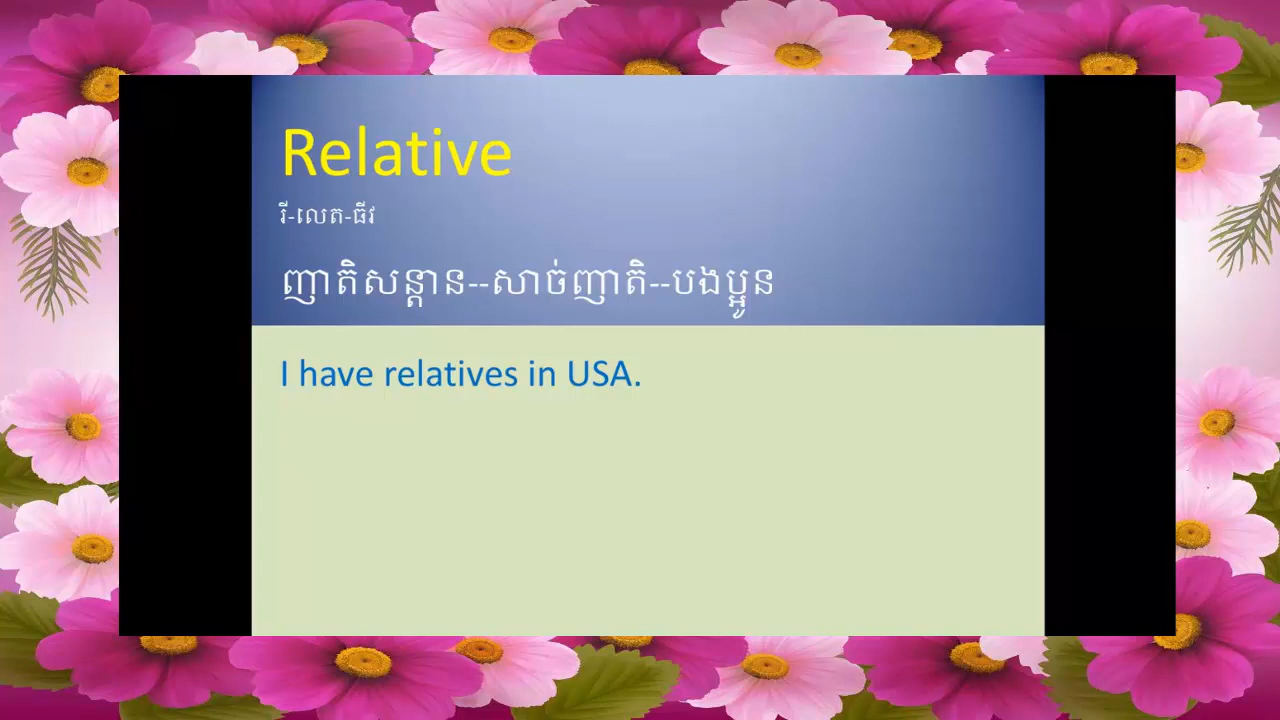 Relative
រី-លេត-ធីវ
ញាតិសន្តាន--សាច់ញាតិ--បងប្អូន
I have relatives in USA.